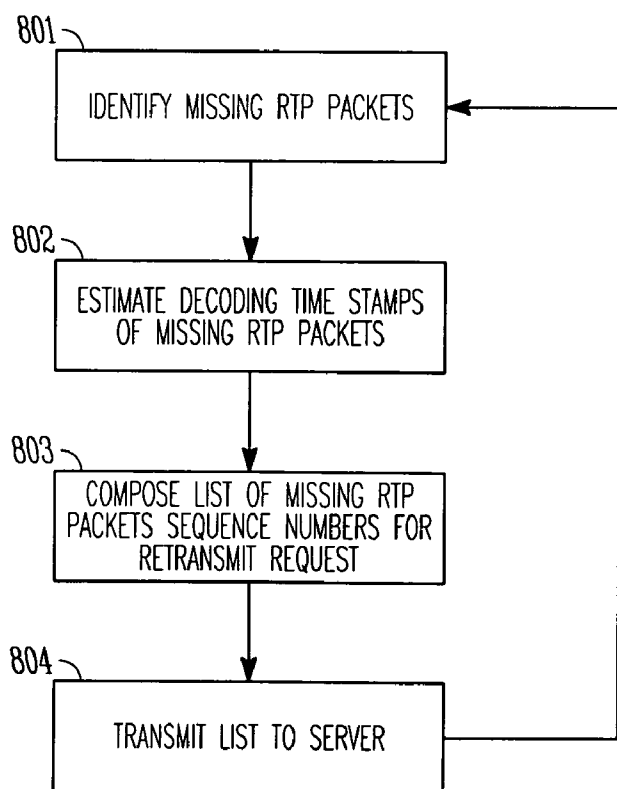 801
IDENTIFY MISSING RTP PACKETS
802
ESTIMATE DECODING TIME STAMPS
OF MISSING RTP PACKETS
803
COMPOSE LIST OF MISSING RTP
PACKETS SEQUENCE NUMBERS FOR
RETRANSMIT REQUEST
804
TRANSMIT LIST TO SERVER